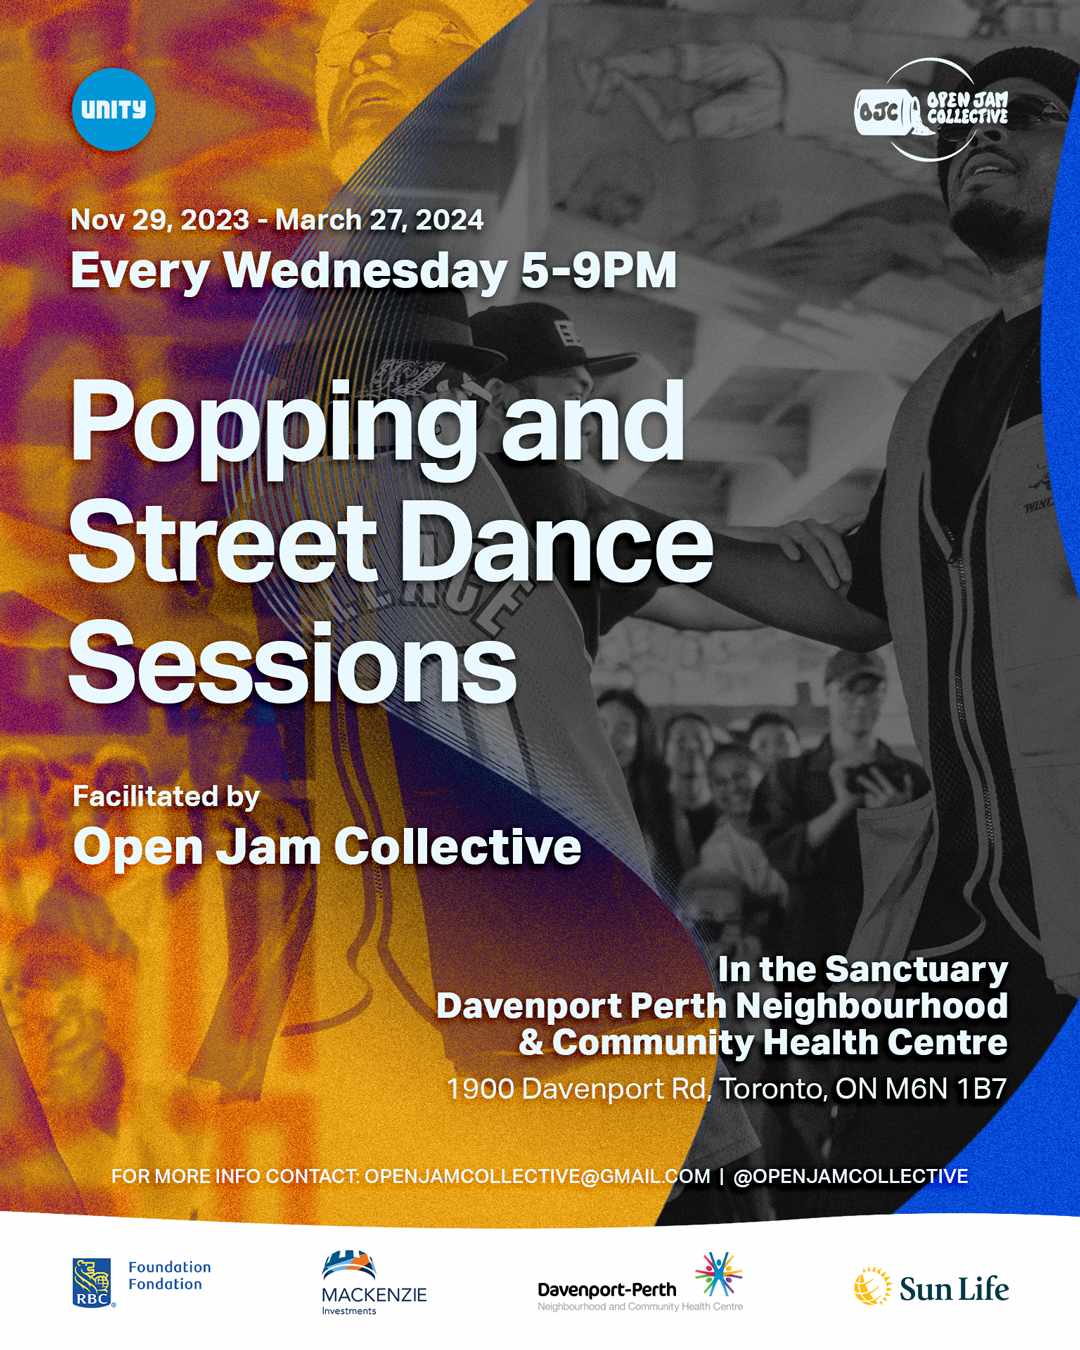 UNITY
OJC
OPEN JAM
COLLECTIVE
Nov 29, 2023 - March 27, 2024
Every Wednesday 5-9PM
Popping and
Street Dance
Sessions
PEACE
Facilitated by
Open Jam Collective
In the Sanctuary
Davenport Perth Neighbourhood
& Community Health Centre
1900 Davenport Rd, Toronto, ON M6N 1B7
FOR MORE INFO CONTACT: OPENJAMCOLLECTIVE@GMAIL.COM | @OPENJAMCOLLECTIVE
RBC®
Foundation
Fondation
MACKENZIE
Investments
Davenport-Perth
Neighbourhood and Community Health Centre
Sun Life